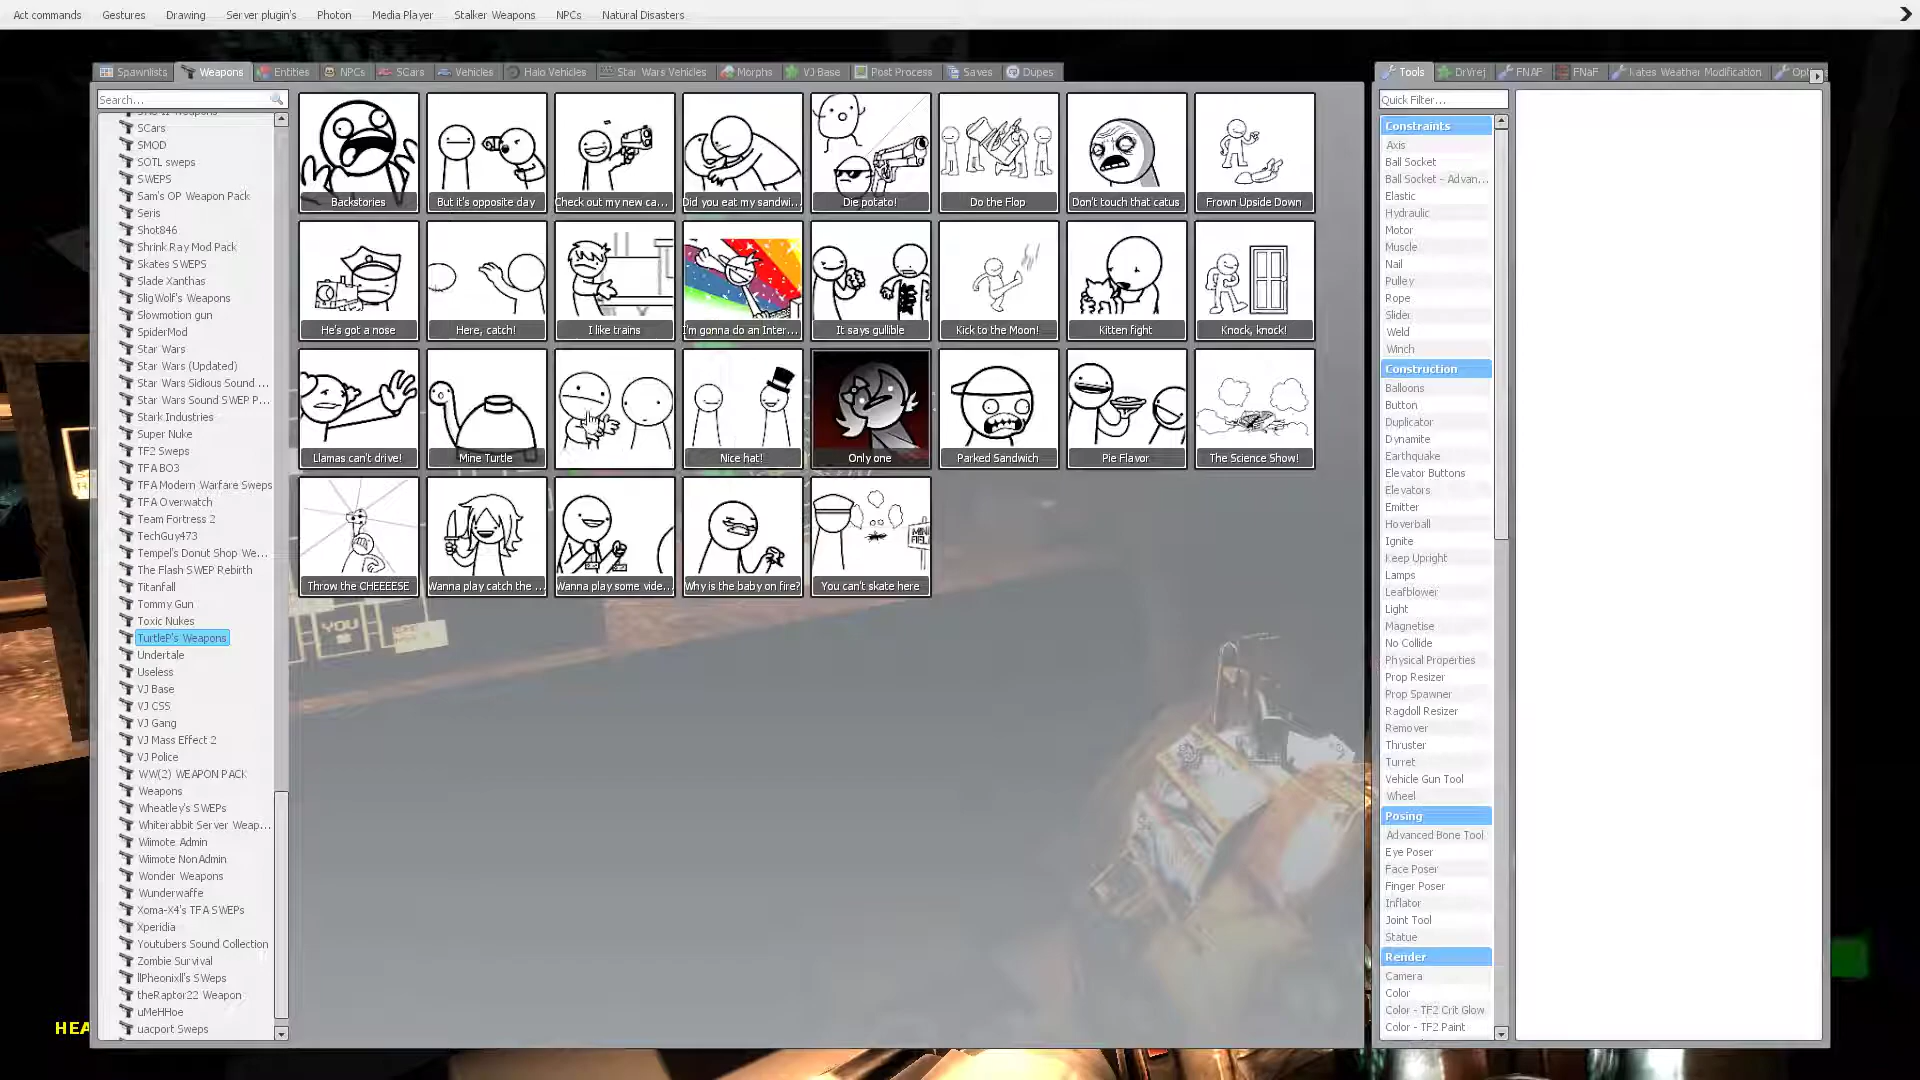 Act commands Gestures Drawing Server plugin's Photon Media Player Stalker Weapons NPCs Natural Disasters
Spawnlists Weapons Entities NPCs SCars Vehicles Halo Vehicles Star Wars Vehicles Morphs VJ Base Post Process Saves Dupes
Search...
SCars
SMOD
SOTL sweps
SWEPS
Sam's OP Weapon Pack
Seris
Shot846
Shrink Ray Mod Pack
Skates SWEPS
Slade Xanthas
SligWolf's Weapons
Slowmotion gun
SpiderMod
Star Wars
Star Wars (Updated)
Star Wars Sidious Sound ...
Star Wars Sound SWEP P...
Stark Industries
Super Nuke
TF2 Sweps
TFA BO3
TFA Modern Warfare Sweps
TFA Overwatch
Team Fortress 2
TechGuy473
Tempel's Donut Shop We...
The Flash SWEP Rebirth
Titanfall
Tommy Gun
Toxic Nukes
TurtleP's Weapons
Undertale
Useless
VJ Base
VJ CSS
VJ Gang
VJ Mass Effect 2
VJ Police
WW(2) WEAPON PACK
Weapons
Wheatley's SWEPs
Whiterabbit Server Weap...
Wiimote Admin
Wiimote NonAdmin
Wonder Weapons
Wunderwaffe
Xoma-X4's TFA SWEPs
Xperidia
Youtubers Sound Collection
Zombie Survival
llPheonixll's SWeps
theRaptor22 Weapon
uMeHHoe
uacport Sweps
Backstories
But it's opposite day
Check out my new ca...
Did you eat my sandwi...
Die potato!
Do the Flop
Don't touch that catus
Frown Upside Down
He's got a nose
Here, catch!
I like trains
I'm gonna do an Inter...
It says gullible
Kick to the Moon!
Kitten fight
Knock, knock!
Llamas can't drive!
Mine Turtle
Nice hat!
Only one
Parked Sandwich
Pie Flavor
The Science Show!
Throw the CHEEEESE
Wanna play catch the ...
Wanna play some vide...
Why is the baby on fire?
You can't skate here
MINE
FIEL
YOU
HEA
Tools DrVrej FNAF FNaF Kates Weather Modification Opt
Quick Filter...
Constraints
Axis
Ball Socket
Ball Socket - Advan...
Elastic
Hydraulic
Motor
Muscle
Nail
Pulley
Rope
Slider
Weld
Winch
Construction
Balloons
Button
Duplicator
Dynamite
Earthquake
Elevator Buttons
Elevators
Emitter
Hoverball
Ignite
Keep Upright
Lamps
Leafblower
Light
Magnetise
No Collide
Physical Properties
Prop Resizer
Prop Spawner
Ragdoll Resizer
Remover
Thruster
Turret
Vehicle Gun Tool
Wheel
Posing
Advanced Bone Tool
Eye Poser
Face Poser
Finger Poser
Inflator
Joint Tool
Statue
Render
Camera
Color
Color - TF2 Crit Glow
Color - TF2 Paint